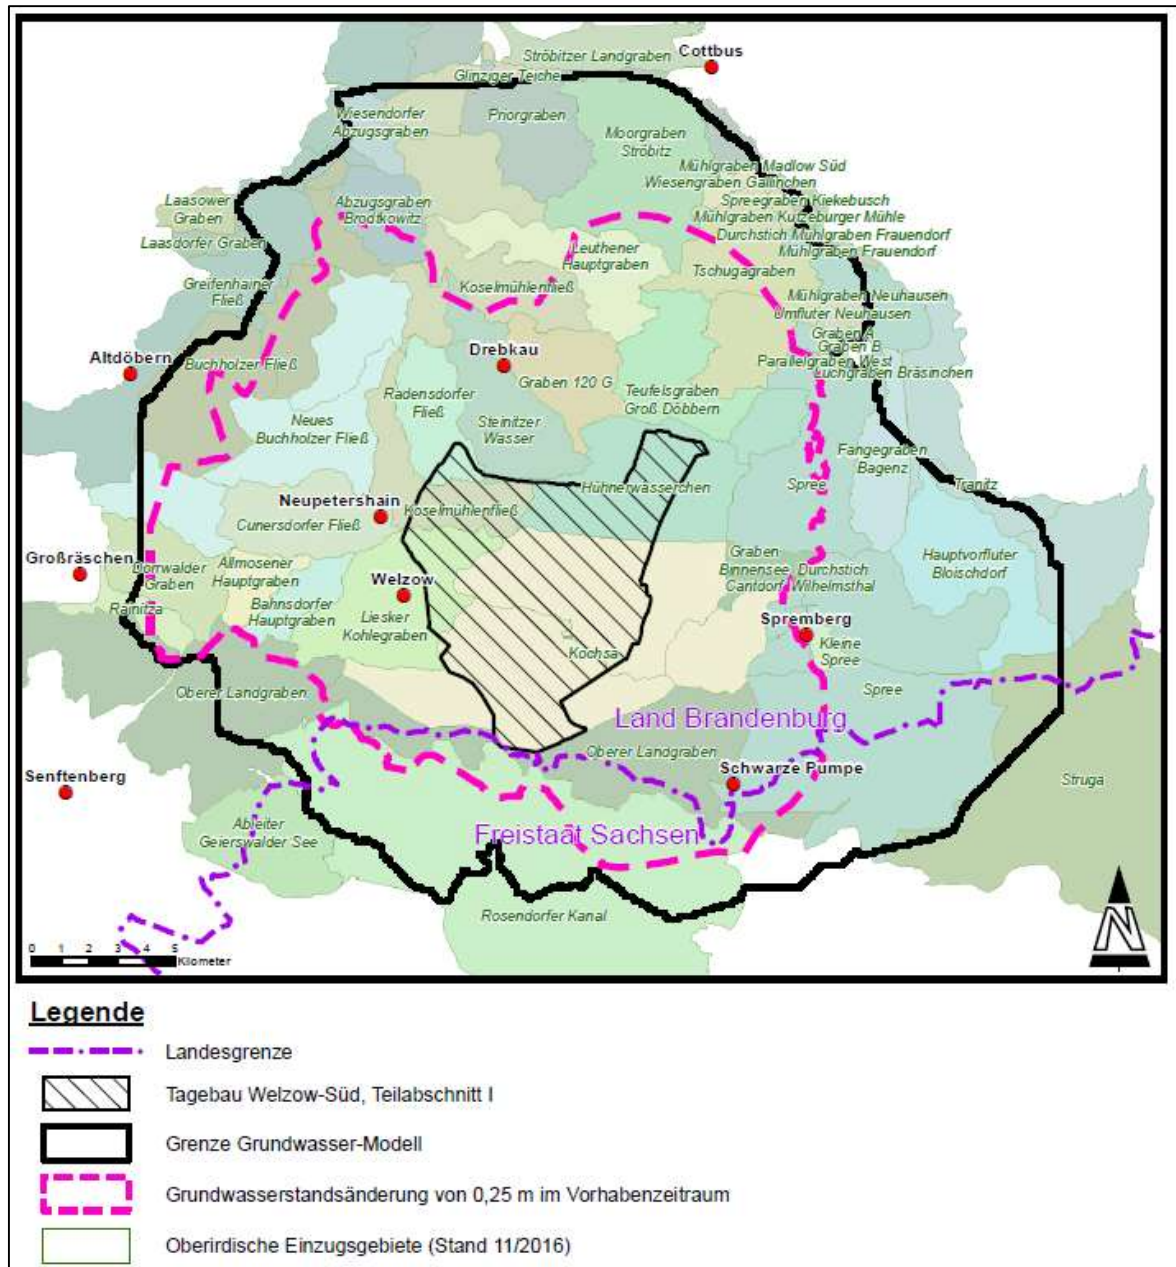 Cottbus
Ströbitzer Landgraben
Glinziger Teiche
Wiesendorfer
Abzugsgraben
Priorgraben
Moorgraben
Ströbitz
Mühlgraben Madlow Süd
Wiesengraben Gallinchen
Laasower
Graben
Abzugsgraben
Brodtkowitz
Spreegraben Kiekebusch
Mühlgraben Kutzeburger Mühle
Durchstich Mühlgraben Frauendorf
Mühlgraben Frauendorf
Laasdorfer Graben
Leuthener
Hauptgraben
Tschugagraben
Greifenhainer
Fließ
Koselmühlenfließ
Mühlgraben Neuhausen
Umfluter Neuhausen
Graben A
Graben B
Parallelgraben West
Luchgraben Bräsinchen
Altdöbern
Buchholzer Fließ
Drebkau
Graben 120 G
Radensdorfer
Fließ
Teufelsgraben
Groß Döbbern
Neues
Buchholzer Fließ
Steinitzer
Wasser
Fangegraben
Bagenz
Hühnerwässerchen
Spree
Tranitz
Neupetershain
Koselmühlenfließ
Cunersdorfer Fließ
Großräschen
Dörrwalder
Graben
Allmosener
Hauptgraben
Welzow
Graben
Binnensee
Cantdorf
Durchstich
Wilhelmsthal
Hauptvorfluter
Bloischdorf
Rainitza
Bahnsdorfer
Hauptgraben
Liesker
Kohlegraben
Spremberg
Kochsa
Kleine
Spree
Oberer Landgraben
Spree
Land Brandenburg
Oberer Landgraben
Schwarze Pumpe
Senftenberg
Struga
Ableiter
Geierswalder See
Freistaat Sachsen
Rosendorfer Kanal
N
0 1 2 3 4 5
Kilometer
Legende
Landesgrenze
Tagebau Welzow-Süd, Teilabschnitt I
Grenze Grundwasser-Modell
Grundwasserstandsänderung von 0,25 m im Vorhabenzeitraum
Oberirdische Einzugsgebiete (Stand 11/2016)